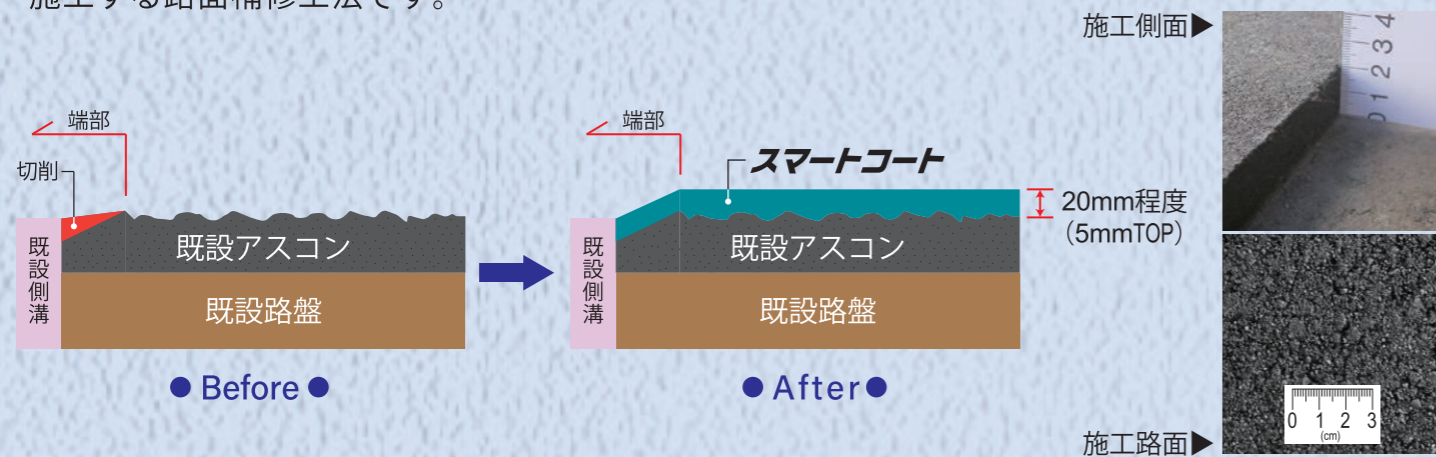 施工する路面補修工法です。
施工側面▶
0 1 2 3 4
端部
切削
既設側溝
既設アスコン
既設路盤
● Before ●
端部
スマートコート
20mm程度
（5mmTOP）
既設側溝
既設アスコン
既設路盤
● After ●
0 1 2 3
(cm)
施工路面▶